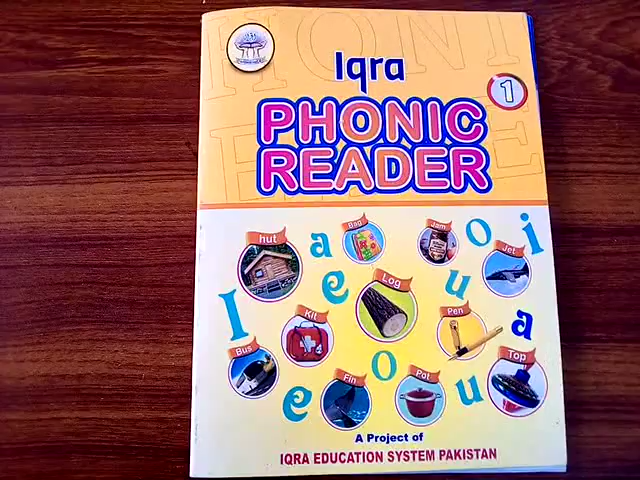 Iqra
1
PHONIC
READER
hut
a
Bag
Jam
o
i
Jet
e
Log
u
I
Kit
Pen
a
Bus
Fin
o
Pot
Top
e
u
A Project of
IQRA EDUCATION SYSTEM PAKISTAN